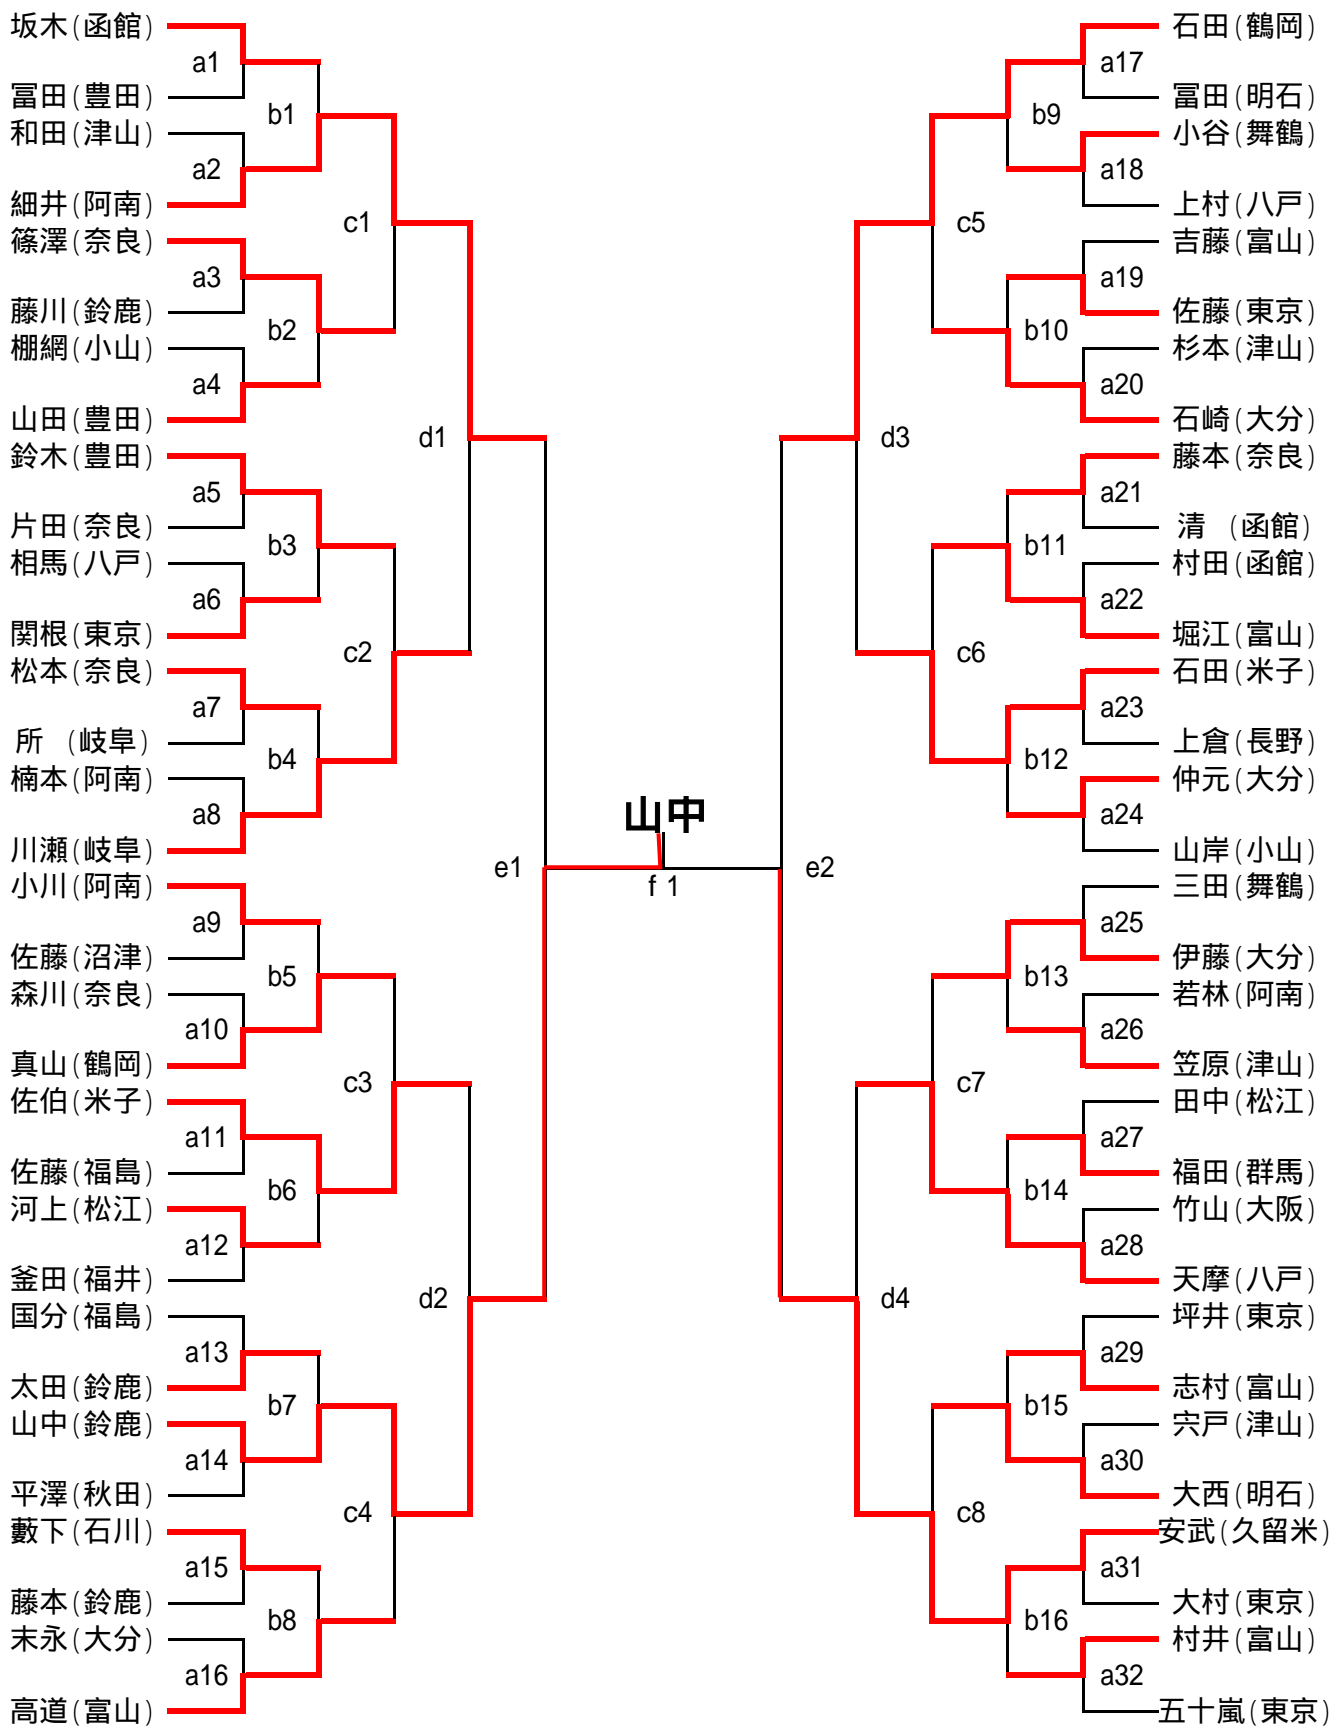 坂木(函館)
a1
冨田(豊田)
b1
和田(津山)
a2
細井(阿南)
c1
篠澤(奈良)
a3
藤川(鈴鹿)
b2
棚網(小山)
a4
山田(豊田)
d1
鈴木(豊田)
a5
片田(奈良)
b3
相馬(八戸)
a6
関根(東京)
c2
松本(奈良)
a7
所 (岐阜)
b4
楠本(阿南)
a8
川瀬(岐阜)
e1
小川(阿南)
a9
佐藤(沼津)
b5
森川(奈良)
a10
真山(鶴岡)
c3
佐伯(米子)
a11
佐藤(福島)
b6
河上(松江)
a12
釜田(福井)
d2
国分(福島)
a13
太田(鈴鹿)
b7
山中(鈴鹿)
a14
平澤(秋田)
c4
藪下(石川)
a15
藤本(鈴鹿)
b8
末永(大分)
a16
高道(富山)
山中
f 1
石田(鶴岡)
a17
冨田(明石)
b9
小谷(舞鶴)
a18
上村(八戸)
c5
吉藤(富山)
a19
佐藤(東京)
b10
杉本(津山)
a20
石崎(大分)
d3
藤本(奈良)
a21
清 (函館)
b11
村田(函館)
a22
堀江(富山)
c6
石田(米子)
a23
上倉(長野)
b12
仲元(大分)
a24
山岸(小山)
e2
三田(舞鶴)
a25
伊藤(大分)
b13
若林(阿南)
a26
笠原(津山)
c7
田中(松江)
a27
福田(群馬)
b14
竹山(大阪)
a28
天摩(八戸)
d4
坪井(東京)
a29
志村(富山)
b15
宍戸(津山)
a30
大西(明石)
c8
安武(久留米)
a31
大村(東京)
b16
村井(富山)
a32
五十嵐(東京)